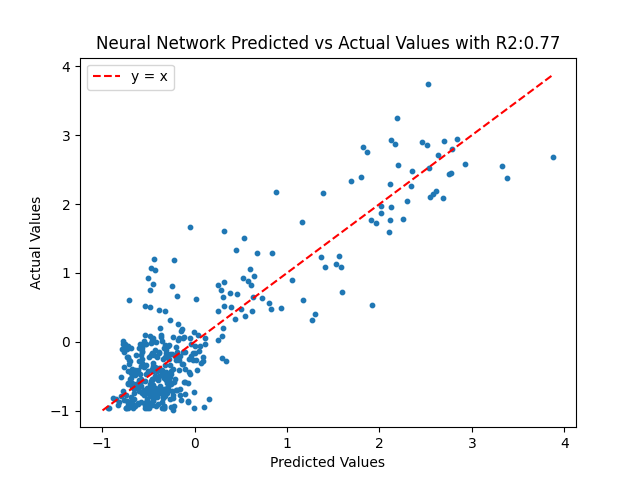 Neural Network Predicted vs Actual Values with R2:0.77
y = x
4
3
2
1
0
−1
Actual Values
−1 0 1 2 3 4
Predicted Values